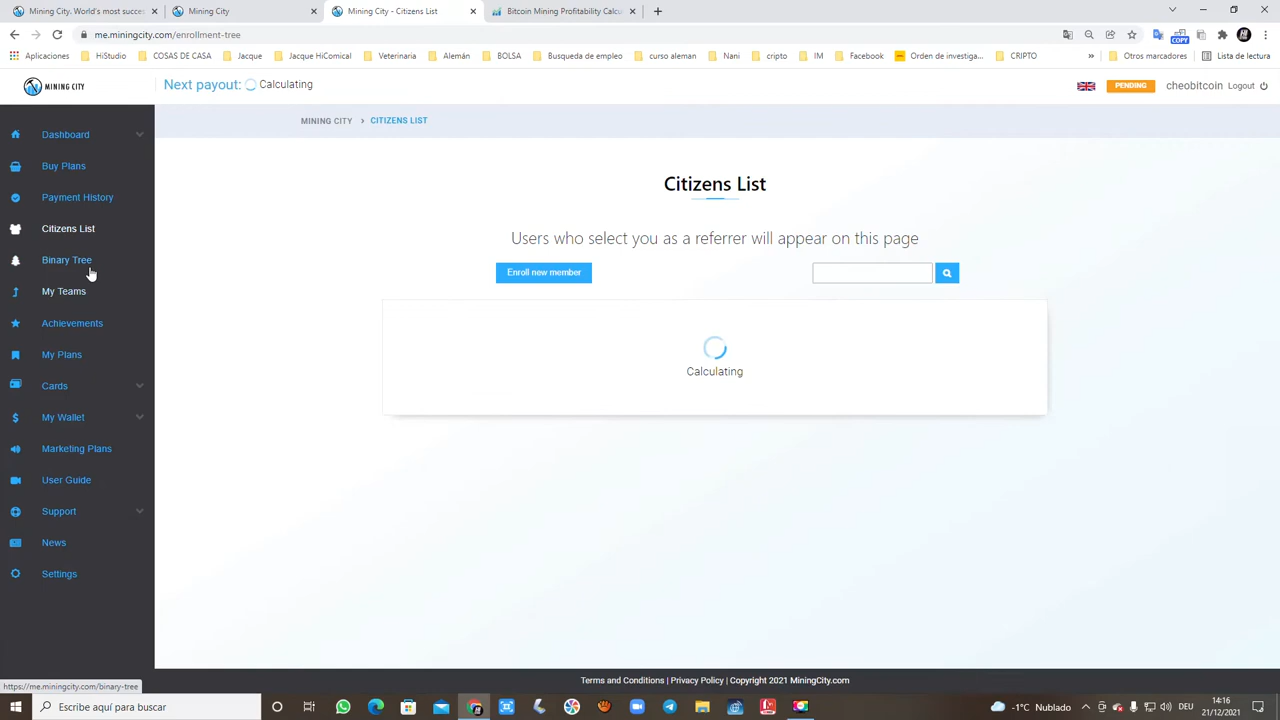 Mining City, World's most succes
Mining City
Mining City - Citizens List
Bitcoin Mining Profitability Calcu
me.miningcity.com/enrollment-tree
COPY
Aplicaciones
HiStudio
COSAS DE CASA
Jacque
Jacque HiComical
Veterinaria
Alemán
BOLSA
Busqueda de empleo
curso aleman
Nani
cripto
IM
Facebook
Orden de investiga...
CRIPTO
»
Otros marcadores
Lista de lectura
MINING CITY
Next payout:
Calculating
PENDING
cheobitcoin
Logout
MINING CITY › CITIZENS LIST
Dashboard
Buy Plans
Payment History
Citizens List
Binary Tree
My Teams
Achievements
My Plans
Cards
My Wallet
Marketing Plans
User Guide
Support
News
Settings
Citizens List
Users who select you as a referrer will appear on this page
Enroll new member
Calculating
Terms and Conditions | Privacy Policy | Copyright 2021 MiningCity.com
https://me.miningcity.com/binary-tree
Escribe aquí para buscar
-1°C Nublado
DEU
14:16
21/12/2021